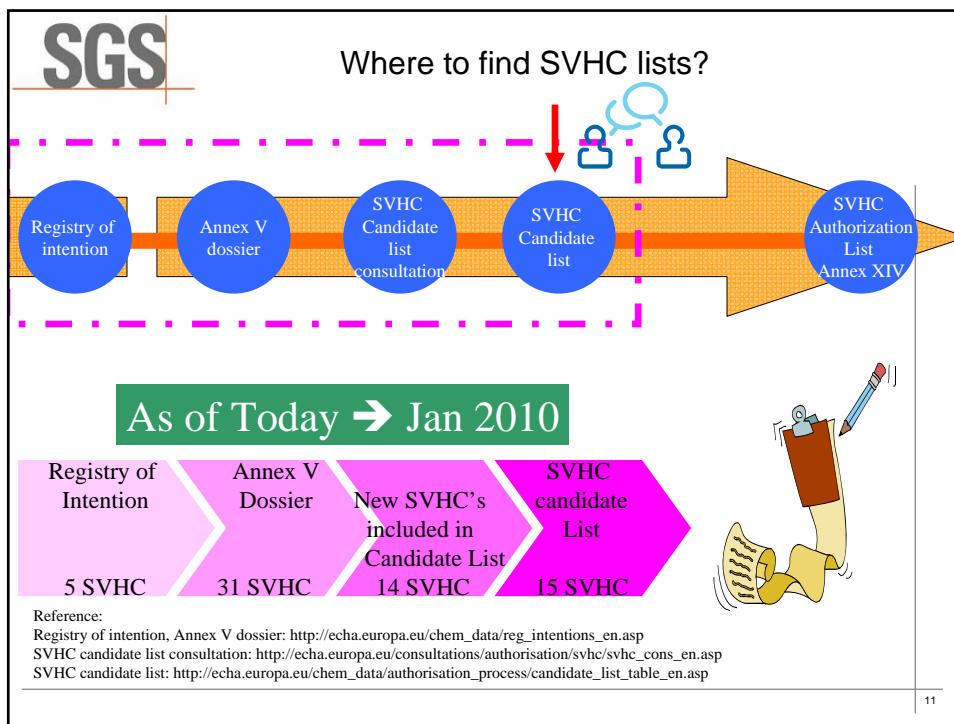 SGS
Where to find SVHC lists?
Registry of
intention
Annex V
dossier
SVHC
Candidate
list
consultation
SVHC
Candidate
list
SVHC
Authorization
List
Annex XIV
As of Today ➔ Jan 2010
Registry of
Intention
5 SVHC
Annex V
Dossier
31 SVHC
New SVHC’s
included in
Candidate List
14 SVHC
SVHC
candidate
List
15 SVHC
Reference:
Registry of intention, Annex V dossier: http://echa.europa.eu/chem_data/reg_intentions_en.asp
SVHC candidate list consultation: http://echa.europa.eu/consultations/authorisation/svhc/svhc_cons_en.asp
SVHC candidate list: http://echa.europa.eu/chem_data/authorisation_process/candidate_list_table_en.asp
11